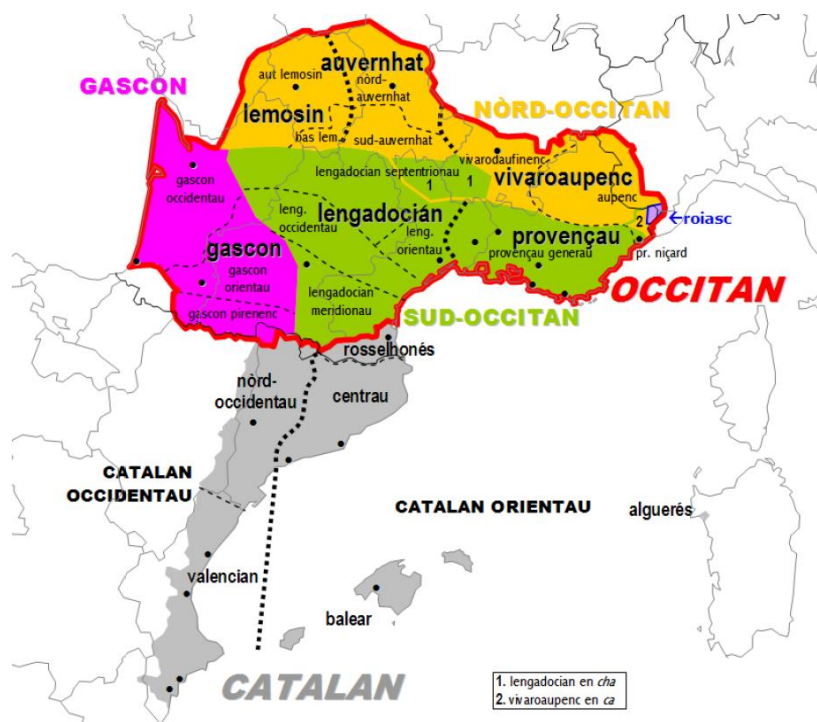 GASCON
auvernhat
nòrd-
auvernhat
aut lemosin
lemosin
bas lem.
sud-auvernhat
NÒRD-OCCITAN
vivarodaufinenc
vivaroaupenc
aupenc
gascon
occidentau
lengadocian septentrionau
1
1
2
←roiasc
leng.
occidentau
lengadocian
leng.
orientau
provençau
provençau generau
pr. niçard
gascon
gascon
orientau
gascon pirenenc
lengadocian
meridionau
OCCITAN
SUD-OCCITAN
rosselhonés
nòrd-
occidentau
centrau
CATALAN
OCCIDENTAU
CATALAN ORIENTAU
alguerés
valencian
balear
CATALAN
1. lengadocian en cha
2. vivaroaupenc en ca